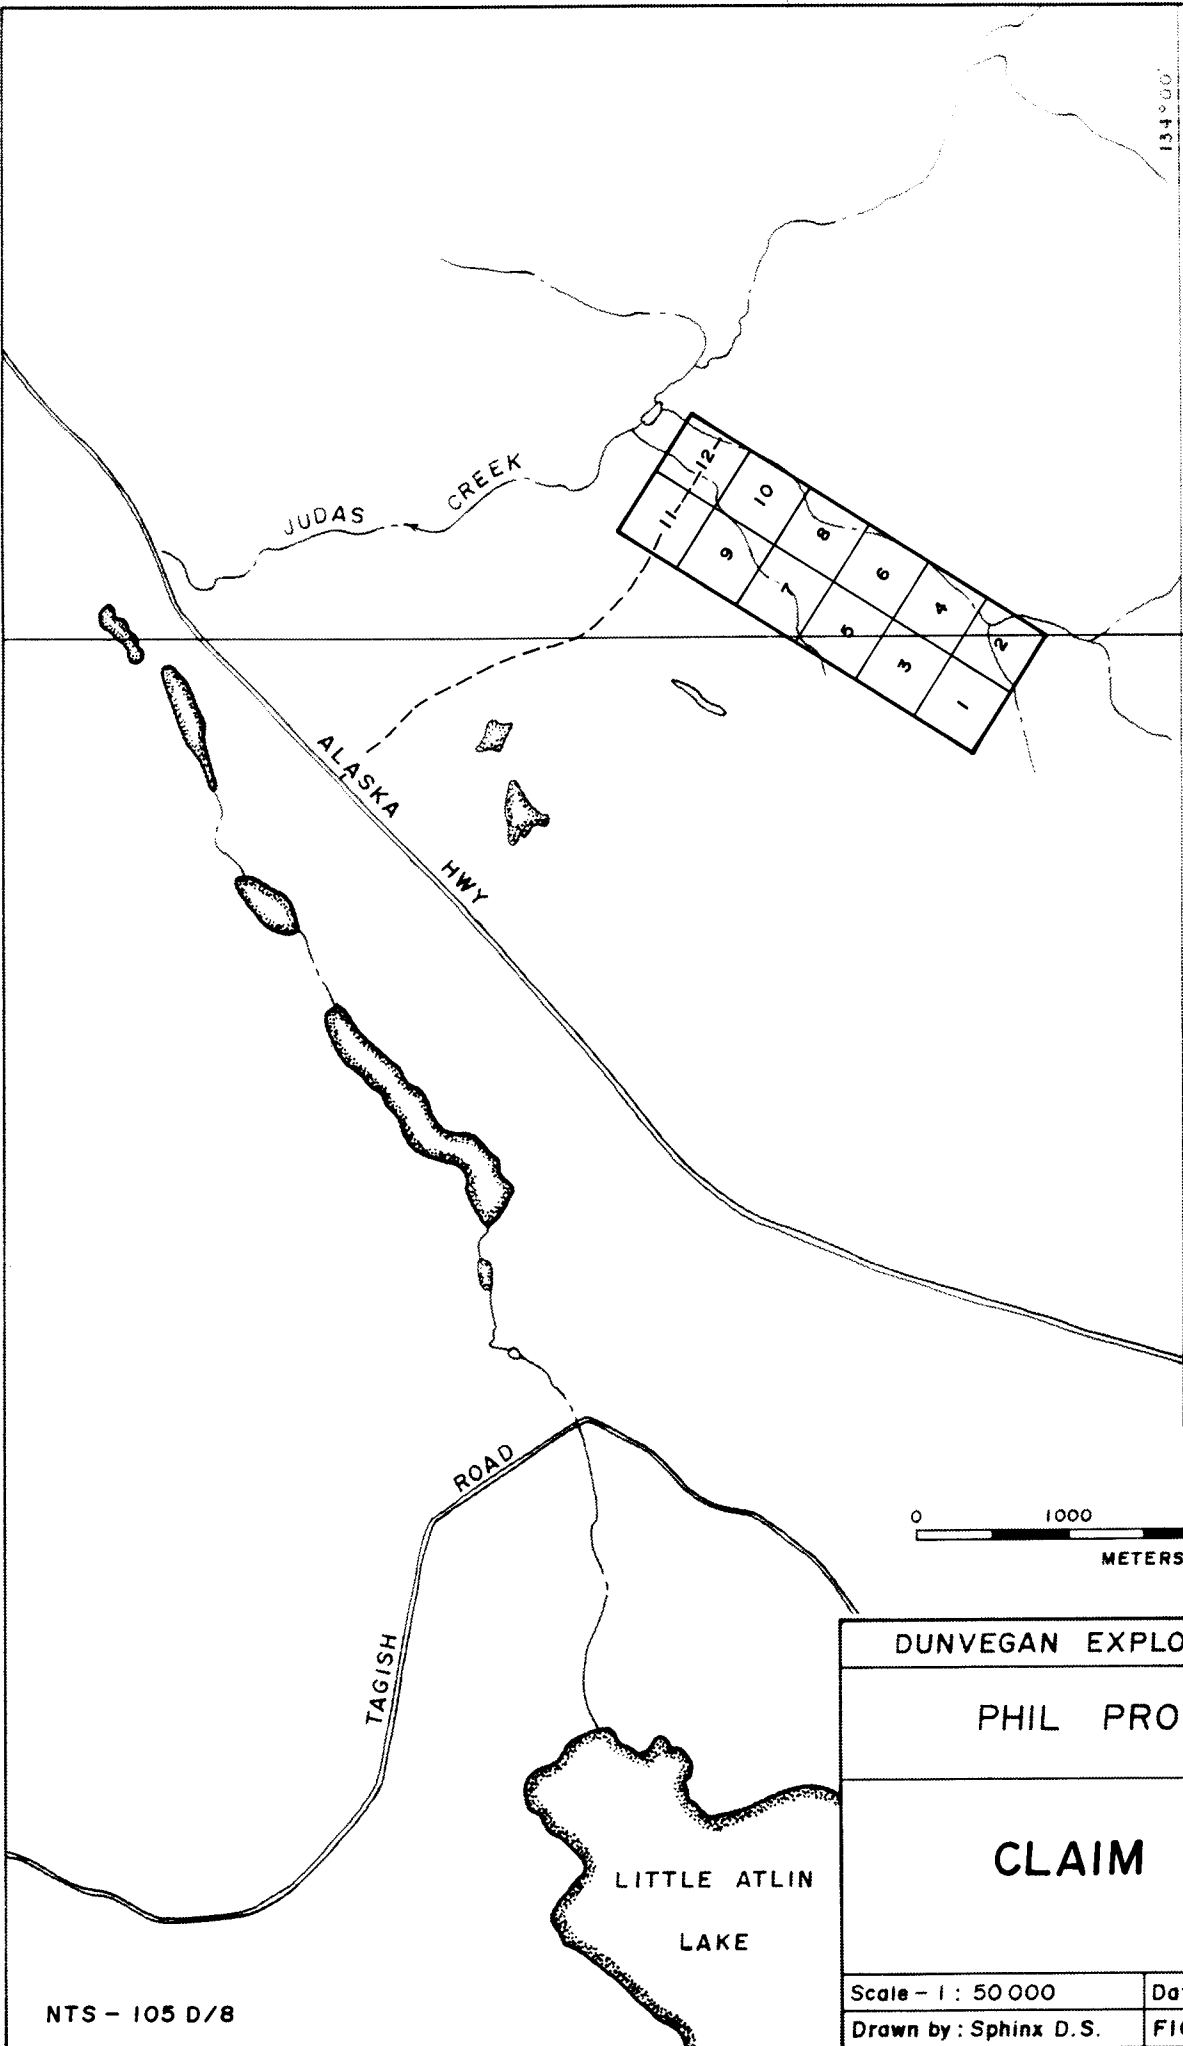 134°00'
JUDAS CREEK
12
11
10
9
8
7
6
5
4
3
2
1
ALASKA HWY
ROAD
TAGISH
0 1000
METERS
DUNVEGAN EXPLO
PHIL PRO
CLAIM
LITTLE ATLIN
LAKE
Scale - 1 : 50 000 Da
NTS - 105 D/8
Drawn by : Sphinx D.S. FIG